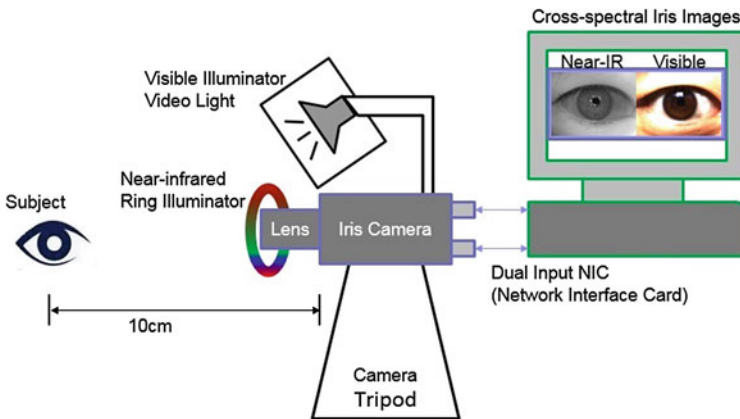 Cross-spectral Iris Images
Near-IR Visible
Visible Illuminator
Video Light
Near-infrared
Ring Illuminator
Subject
Lens
Iris Camera
Dual Input NIC
(Network Interface Card)
10cm
Camera
Tripod